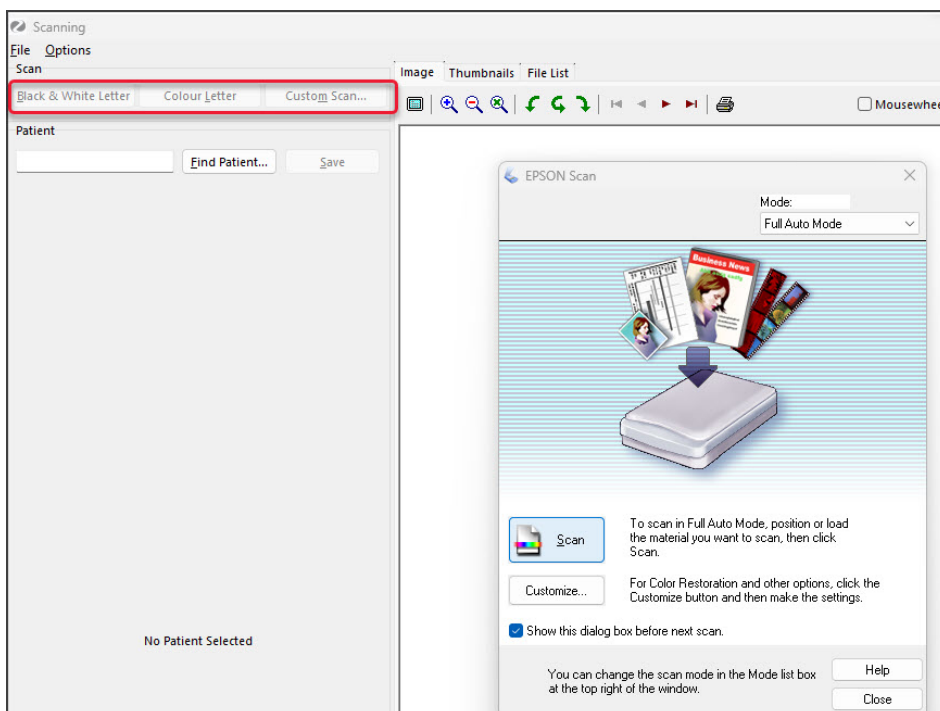 Scanning
File Options
Scan
Black & White Letter Colour Letter Custom Scan...
Patient
Find Patient... Save
No Patient Selected
Image Thumbnails File List
Mousewhee
EPSON Scan
Mode:
Full Auto Mode
Business News
Scan
To scan in Full Auto Mode, position or load
the material you want to scan, then click
Scan.
Customize...
For Color Restoration and other options, click the
Customize button and then make the settings.
Show this dialog box before next scan.
You can change the scan mode in the Mode list box
at the top right of the window.
Help
Close